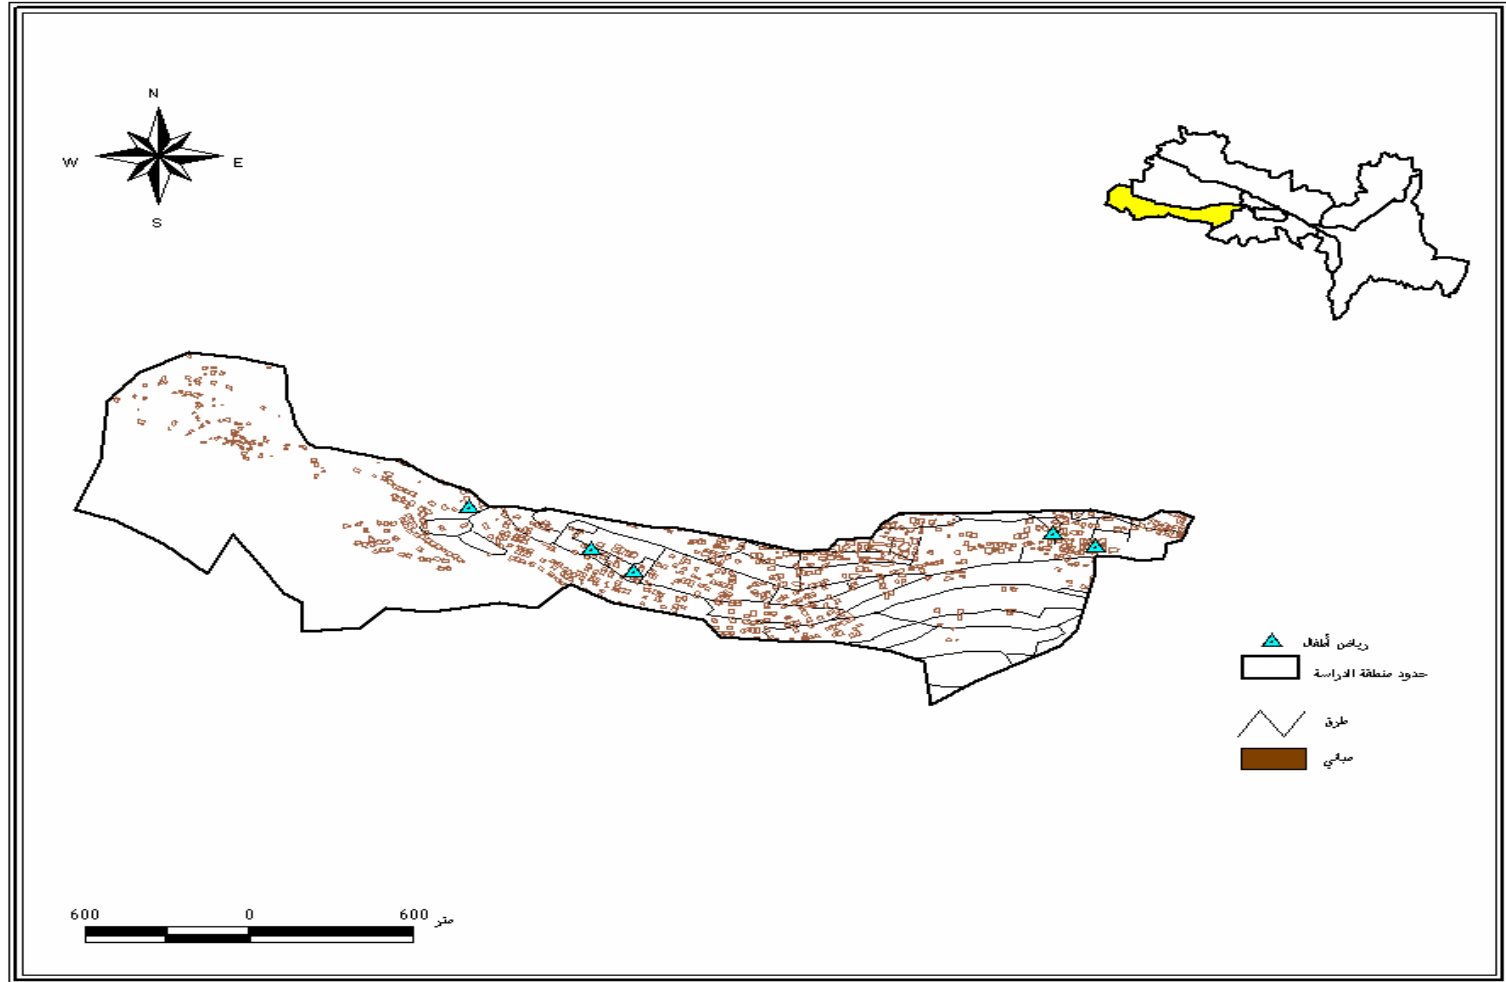 N
W E
S
رياض أطفال
حدود منطقة الدراسة
طرق
مباني
600 0 600 متر